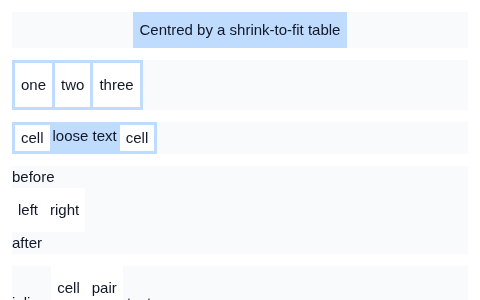 Centred by a shrink-to-fit table
one two three
cell loose text cell
before
left right
after
cell pair